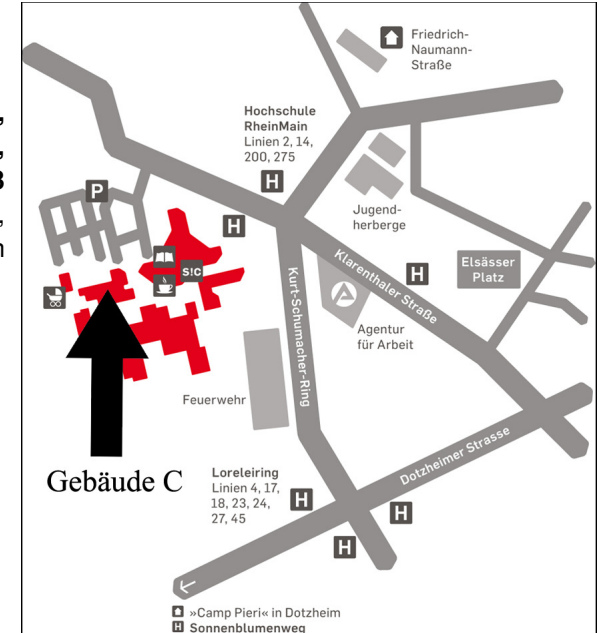 Friedrich-
Naumann-
Straße
Hochschule
RheinMain
Linien 2, 14,
200, 275
,
,
3
,
n
H
P
H
Jugend-
herberge
Klarenthaler Straße
H
Elsässer
Platz
S!C
Kurt-Schumacher-Ring
Agentur
für Arbeit
Feuerwehr
Dotzheimer Strasse
Gebäude C
Loreleiring
Linien 4, 17,
18, 23, 24,
27, 45
H
H
H
»Camp Pieri« in Dotzheim
H Sonnenblumenweg